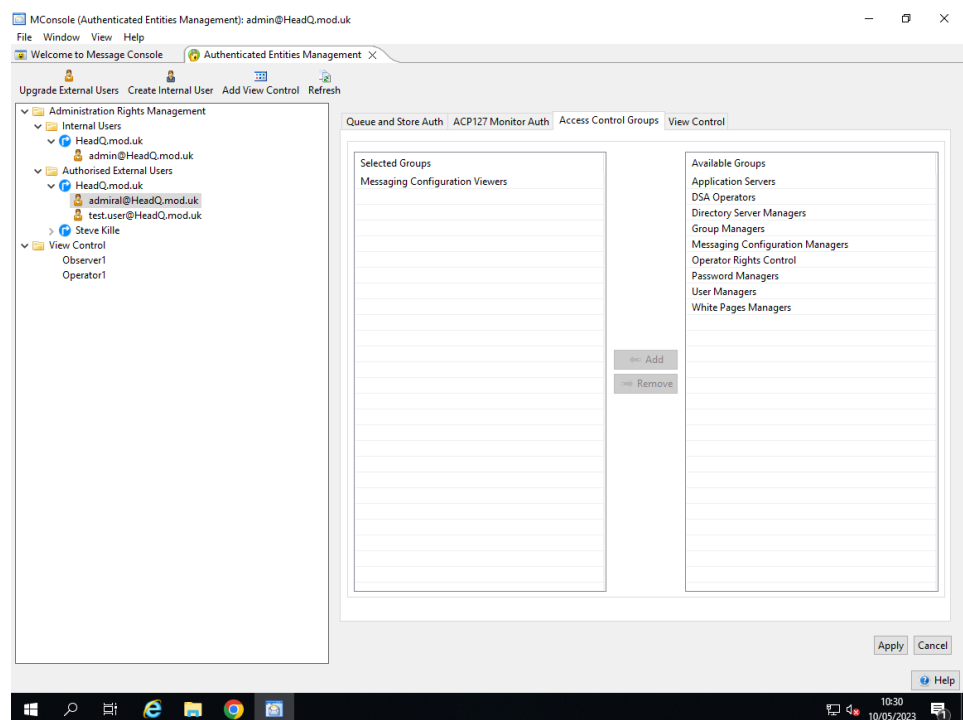 MConsole (Authenticated Entities Management): admin@HeadQ.mod.uk
File Window View Help
Welcome to Message Console
Authenticated Entities Management
Upgrade External Users Create Internal User Add View Control Refresh
Administration Rights Management
Internal Users
HeadQ.mod.uk
admin@HeadQ.mod.uk
Authorised External Users
HeadQ.mod.uk
admiral@HeadQ.mod.uk
test.user@HeadQ.mod.uk
Steve Kille
View Control
Observer1
Operator1
Queue and Store Auth ACP127 Monitor Auth Access Control Groups View Control
Selected Groups
Messaging Configuration Viewers
Add
Remove
Available Groups
Application Servers
DSA Operators
Directory Server Managers
Group Managers
Messaging Configuration Managers
Operator Rights Control
Password Managers
User Managers
White Pages Managers
Apply Cancel
Help
10:30
10/05/2023
1